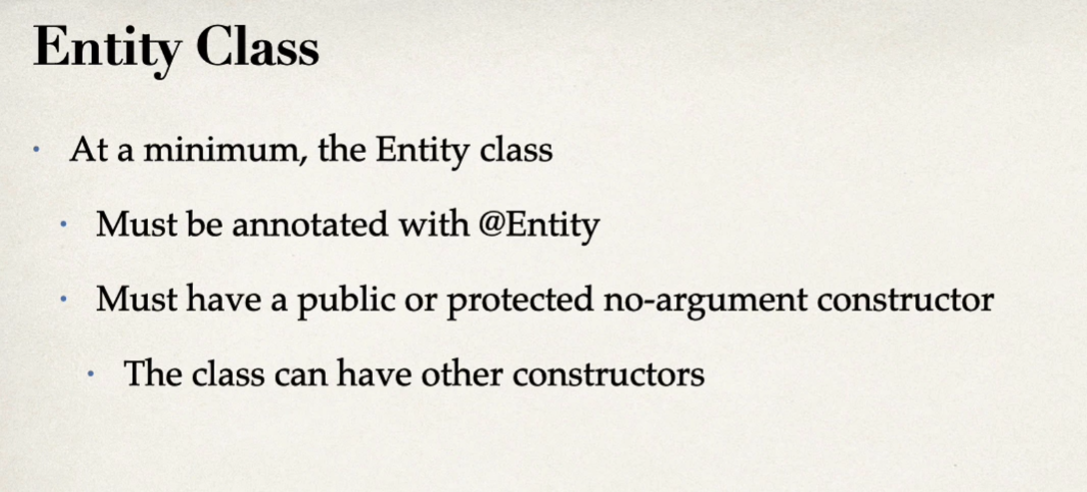 Entity Class
• At a minimum, the Entity class
• Must be annotated with @Entity
• Must have a public or protected no-argument constructor
• The class can have other constructors